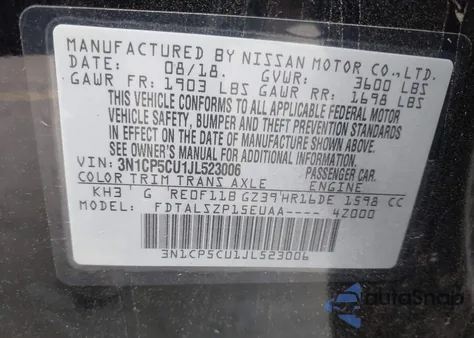 MANUFACTURED BY NISSAN MOTOR CO.,LTD.
DATE: 08/18. GVWR: 3600 LBS
GAWR FR: 1903 LBS GAWR RR: 1698 LBS
THIS VEHICLE CONFORMS TO ALL APPLICABLE FEDERAL MOTOR
VEHICLE SAFETY, BUMPER AND THEFT PREVENTION STANDARDS
IN EFFECT ON THE DATE OF MANUFACTURE SHOWN ABOVE.
SEE OWNER'S MANUAL FOR ADDITIONAL INFORMATION
VIN: 3N1CP5CU1JL523006 PASSENGER CAR.
COLOR TRIM TRANS AXLE ENGINE
KH3 G RE0F11B GZ39 HR16DE 1598 CC
MODEL: FDTALSZP15EUAA---- 4Z000
3N1CP5CU1JL523006
autoSnap